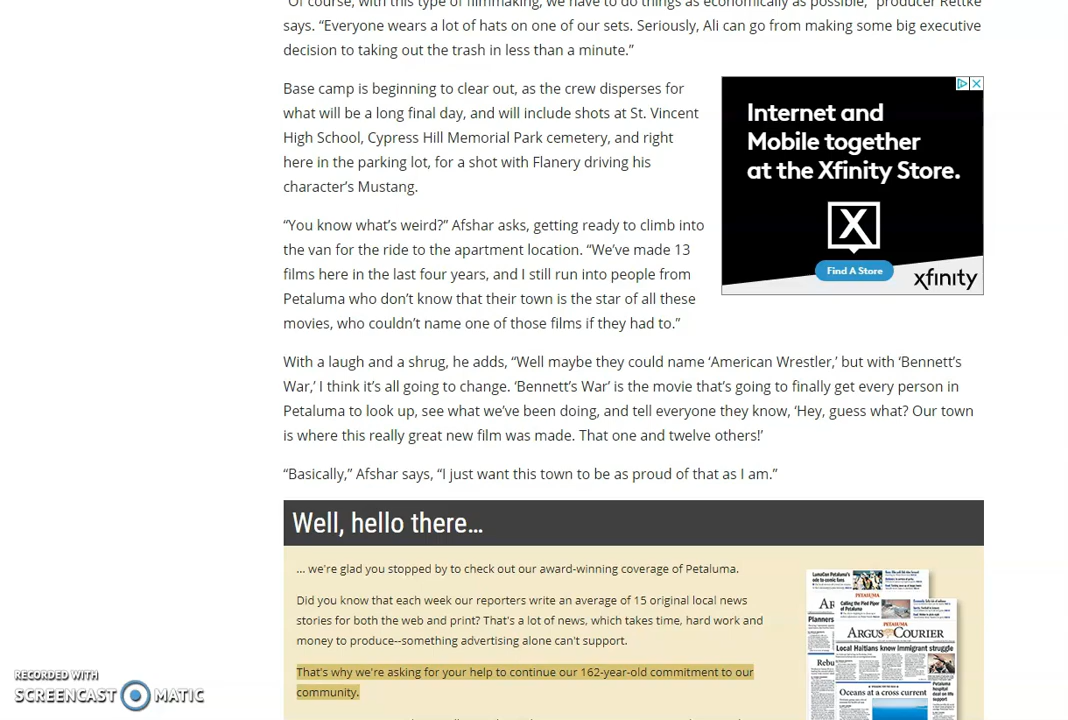 "Of course, with this type of filmmaking, we have to do things as economically as possible," producer Rettke
says. “Everyone wears a lot of hats on one of our sets. Seriously, Ali can go from making some big executive
decision to taking out the trash in less than a minute.”
Base camp is beginning to clear out, as the crew disperses for
what will be a long final day, and will include shots at St. Vincent
High School, Cypress Hill Memorial Park cemetery, and right
here in the parking lot, for a shot with Flanery driving his
character’s Mustang.
“You know what’s weird?” Afshar asks, getting ready to climb into
the van for the ride to the apartment location. “We’ve made 13
films here in the last four years, and I still run into people from
Petaluma who don’t know that their town is the star of all these
movies, who couldn’t name one of those films if they had to.”
Internet and
Mobile together
at the Xfinity Store.
X
Find A Store
xfinity
With a laugh and a shrug, he adds, “Well maybe they could name ‘American Wrestler,’ but with ‘Bennett’s
War,’ I think it’s all going to change. ‘Bennett’s War’ is the movie that’s going to finally get every person in
Petaluma to look up, see what we’ve been doing, and tell everyone they know, ‘Hey, guess what? Our town
is where this really great new film was made. That one and twelve others!’
“Basically,” Afshar says, “I just want this town to be as proud of that as I am.”
Well, hello there...
... we're glad you stopped by to check out our award-winning coverage of Petaluma.
Did you know that each week our reporters write an average of 15 original local news
stories for both the web and print? That's a lot of news, which takes time, hard work and
money to produce--something advertising alone can't support.
That's why we're asking for your help to continue our 162-year-old commitment to our
community.
Calling the Pied Piper
of Petaluma
PETALUMA
ARGUS COURIER
Local Haitians know immigrant struggle
Oceans at a cross current
Petaluma
hospital
RECORDED WITH
SCREENCAST MATIC